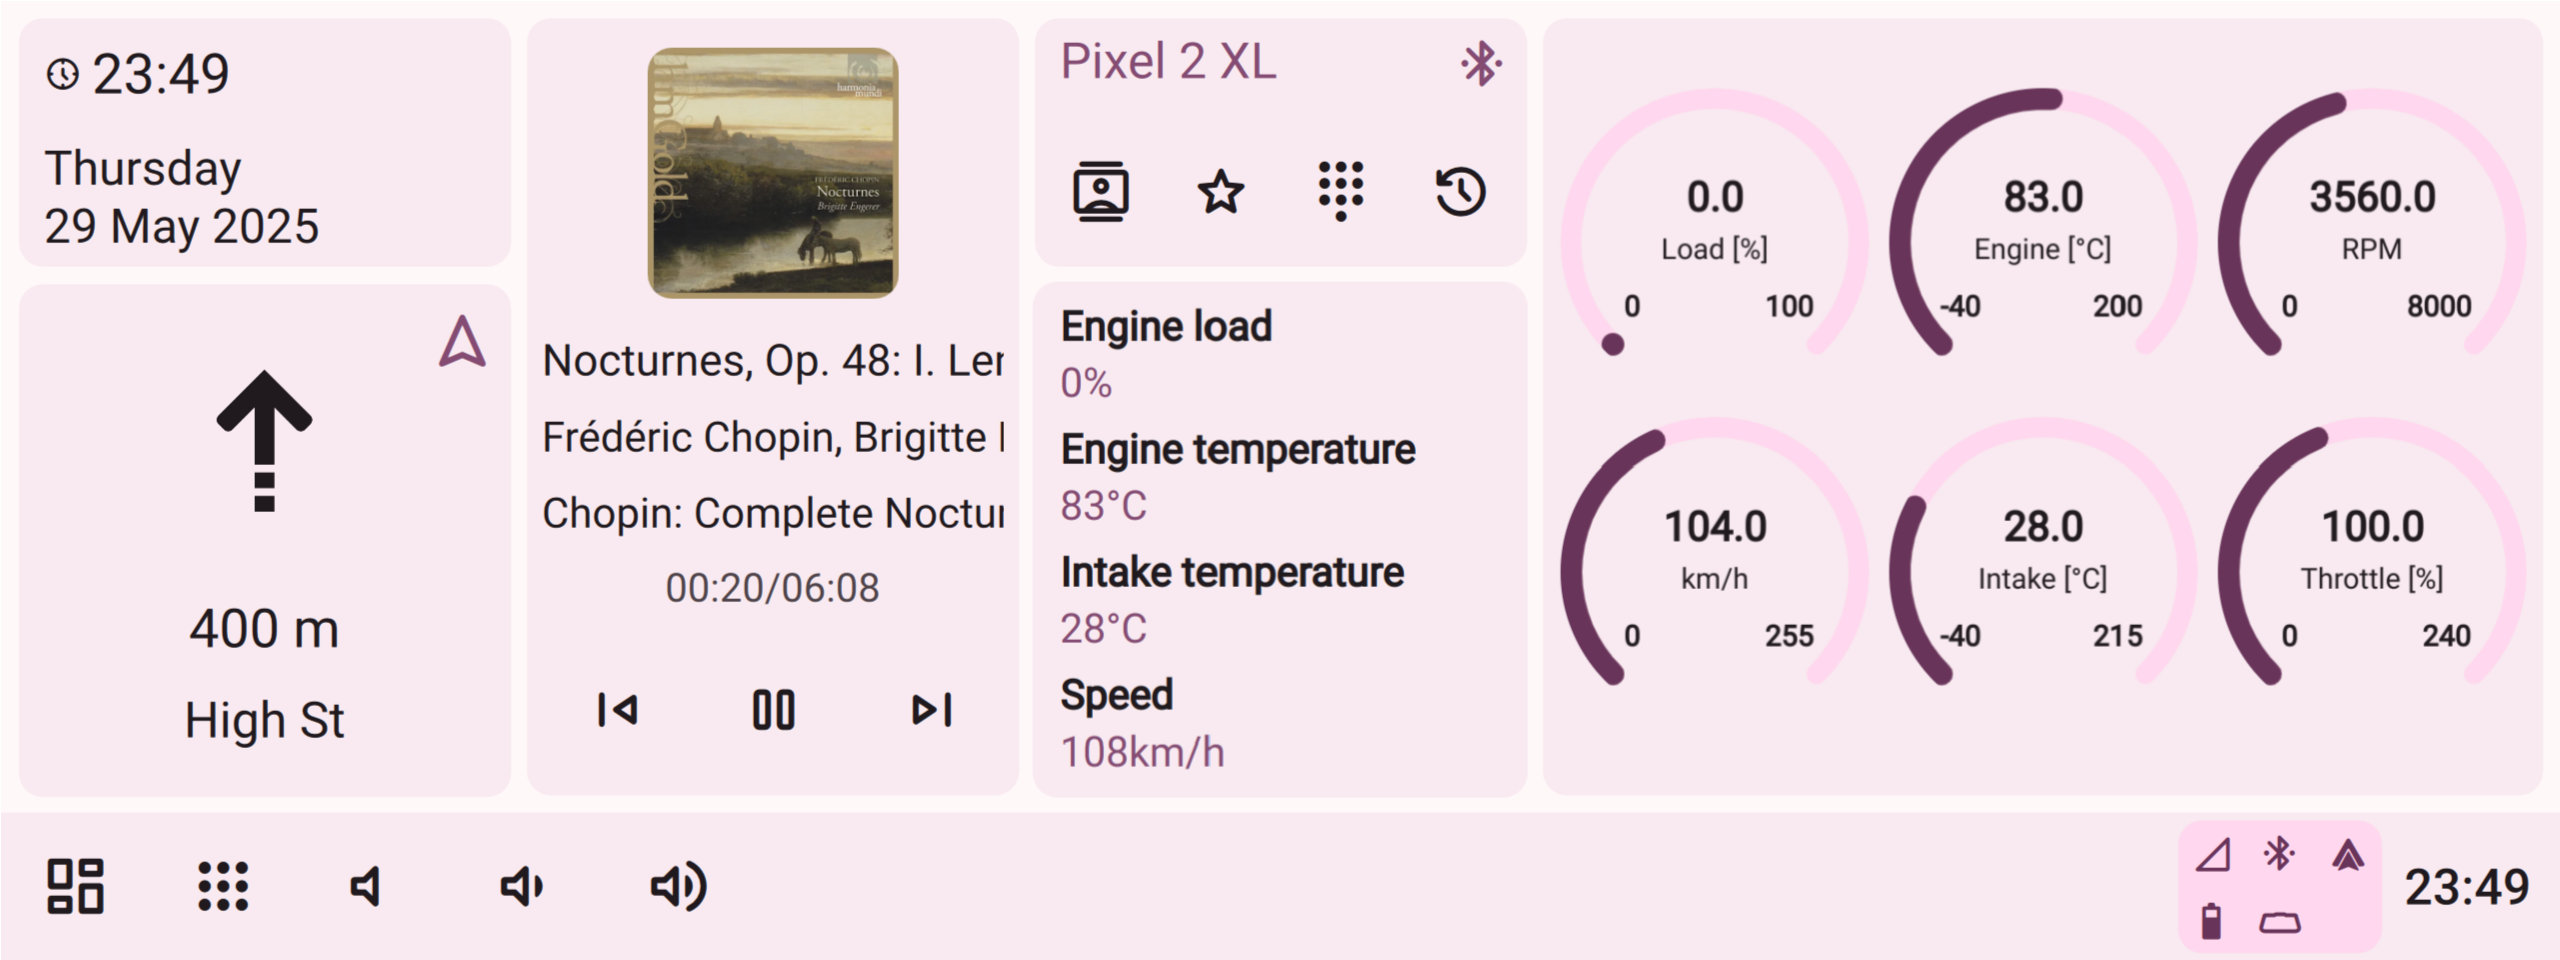 23:49
Thursday
29 May 2025
400 m
High St
harmonia
mundi
FRÉDÉRIC CHOPIN
Nocturnes
Brigitte Engerer
Nocturnes, Op. 48: I. Ler
Frédéric Chopin, Brigitte
Chopin: Complete Noctur
00:20/06:08
Pixel 2 XL
Engine load
0%
Engine temperature
83°C
Intake temperature
28°C
Speed
108km/h
0.0
Load [%]
0 100
83.0
Engine [°C]
-40 200
3560.0
RPM
0 8000
104.0
km/h
0 255
28.0
Intake [°C]
-40 215
100.0
Throttle [%]
0 240
23:49